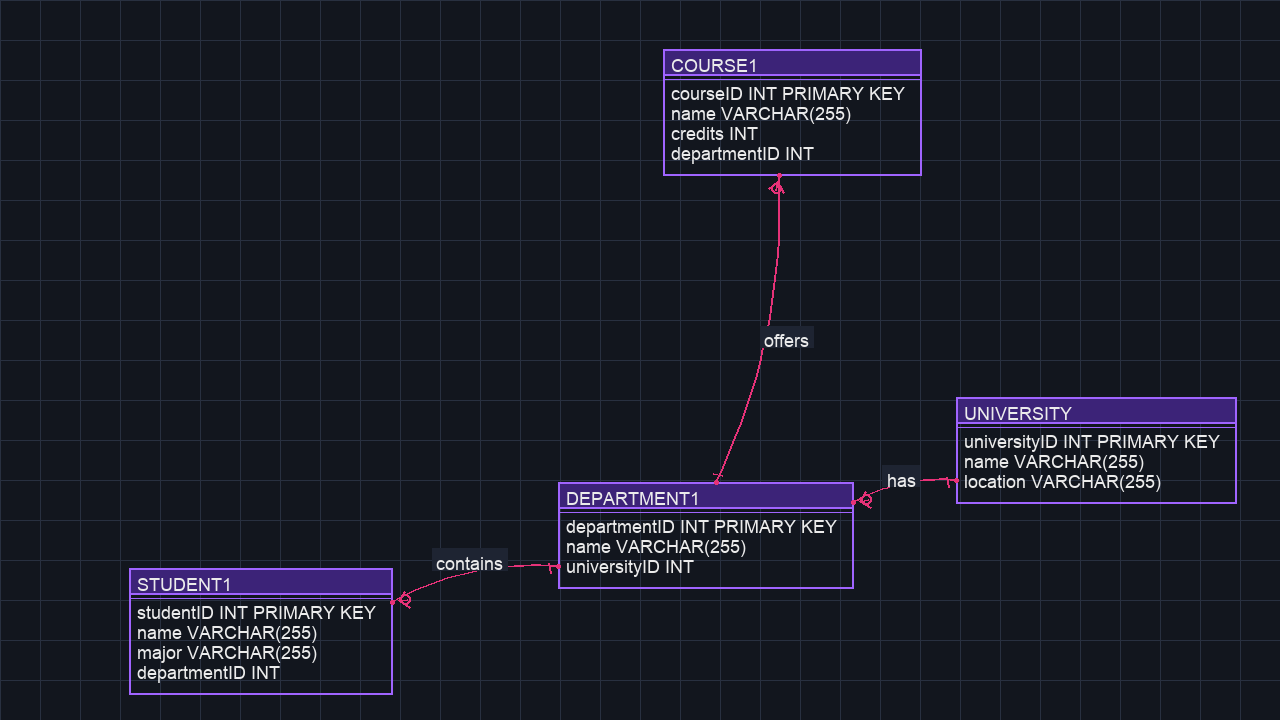 COURSE1
courseID INT PRIMARY KEY
name VARCHAR(255)
credits INT
departmentID INT
offers
UNIVERSITY
universityID INT PRIMARY KEY
name VARCHAR(255)
location VARCHAR(255)
has
DEPARTMENT1
departmentID INT PRIMARY KEY
name VARCHAR(255)
universityID INT
contains
STUDENT1
studentID INT PRIMARY KEY
name VARCHAR(255)
major VARCHAR(255)
departmentID INT